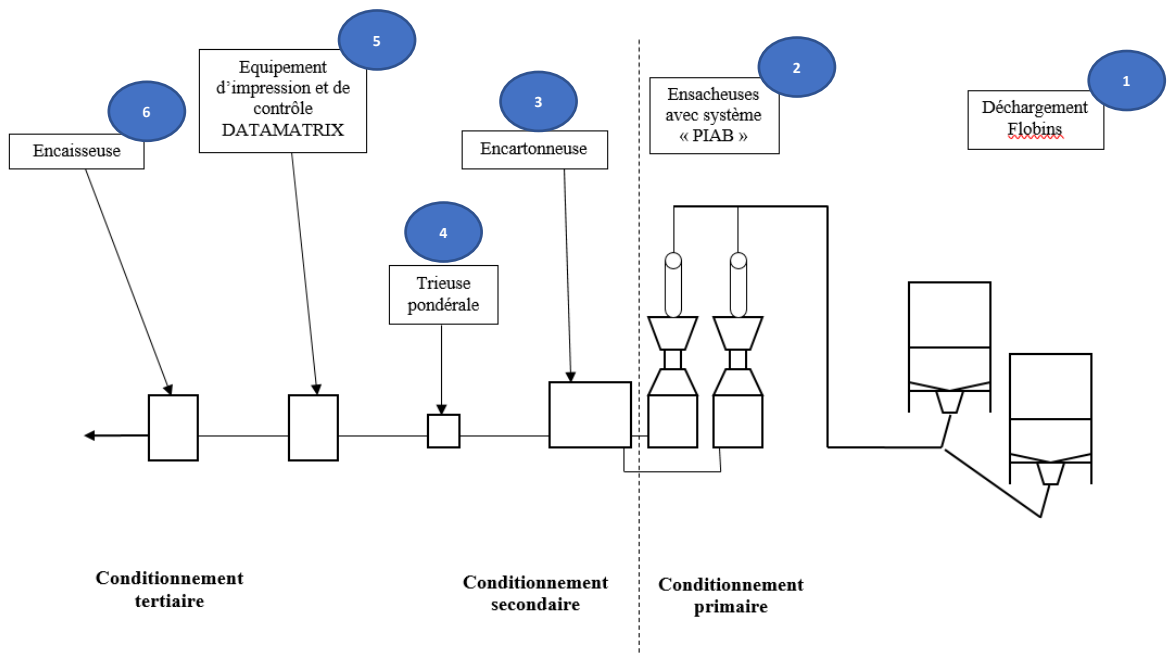 5
Equipement
d’impression et de
contrôle
DATAMATRIX
2
Ensacheuses
avec système
« PIAB »
1
Déchargement
Flobins
6
Encaisseuse
3
Encartonneuse
4
Trieuse
pondérale
Conditionnement
tertiaire
Conditionnement
secondaire
Conditionnement
primaire